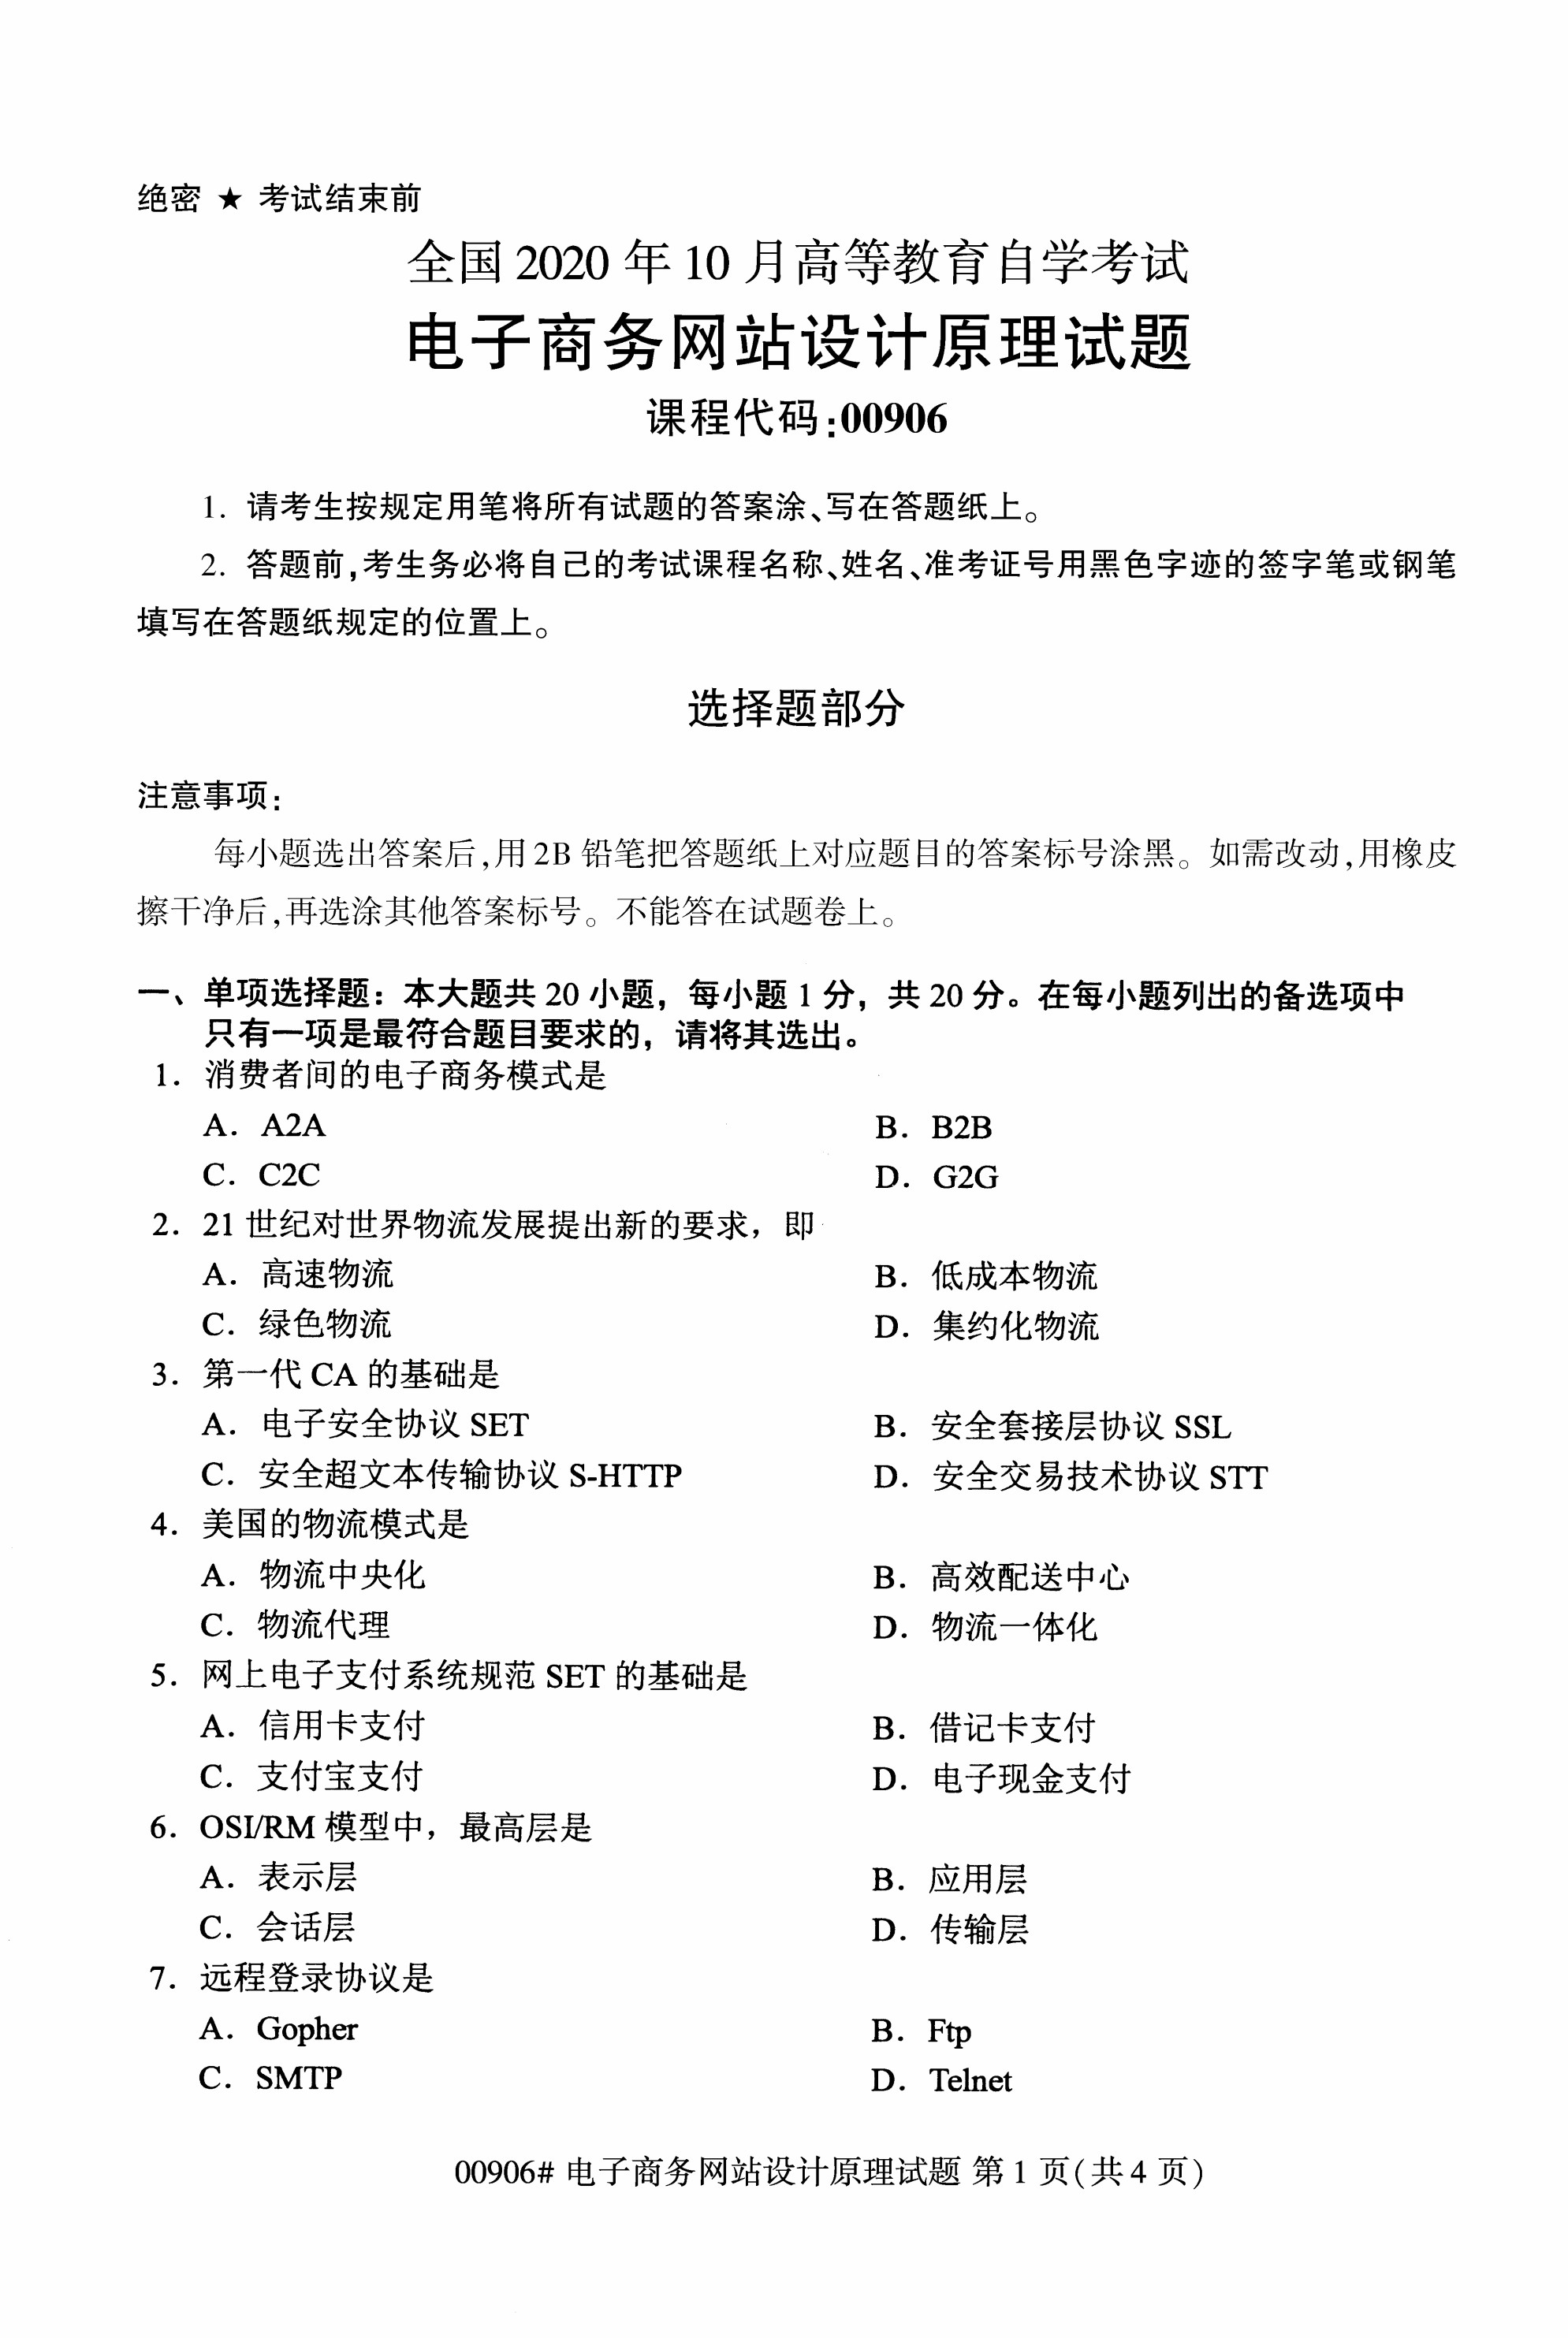 绝密 ★ 考试结束前
全国 2020 年 10 月高等教育自学考试
电子商务网站设计原理试题
课程代码:00906
1. 请考生按规定用笔将所有试题的答案涂、写在答题纸上。
2. 答题前,考生务必将自己的考试课程名称、姓名、准考证号用黑色字迹的签字笔或钢笔
填写在答题纸规定的位置上。
选择题部分
注意事项:
每小题选出答案后,用 2B 铅笔把答题纸上对应题目的答案标号涂黑。如需改动,用橡皮
擦干净后,再选涂其他答案标号。不能答在试题卷上。
一、单项选择题：本大题共 20 小题，每小题 1 分，共 20 分。在每小题列出的备选项中
只有一项是最符合题目要求的，请将其选出。
1. 消费者间的电子商务模式是
A. A2A B. B2B
C. C2C D. G2G
2. 21 世纪对世界物流发展提出新的要求，即
A. 高速物流 B. 低成本物流
C. 绿色物流 D. 集约化物流
3. 第一代 CA 的基础是
A. 电子安全协议 SET B. 安全套接层协议 SSL
C. 安全超文本传输协议 S-HTTP D. 安全交易技术协议 STT
4. 美国的物流模式是
A. 物流中央化 B. 高效配送中心
C. 物流代理 D. 物流一体化
5. 网上电子支付系统规范 SET 的基础是
A. 信用卡支付 B. 借记卡支付
C. 支付宝支付 D. 电子现金支付
6. OSI/RM 模型中，最高层是
A. 表示层 B. 应用层
C. 会话层 D. 传输层
7. 远程登录协议是
A. Gopher B. Ftp
C. SMTP D. Telnet
00906# 电子商务网站设计原理试题 第 1 页(共 4 页)